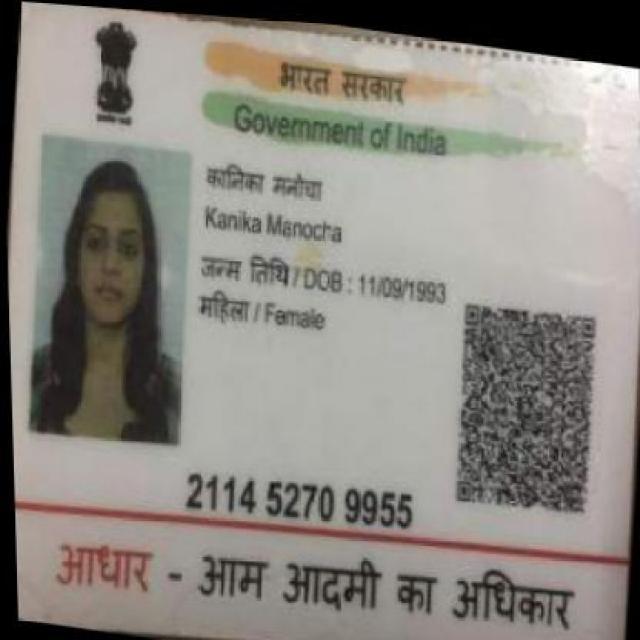 भारत सरकार
Government of India
कानिका मनोचा
Kanika Manocha
जन्म तिथि / DOB : 11/09/1993
महिला / Female
2114 5270 9955
आधार - आम आदमी का अधिकार